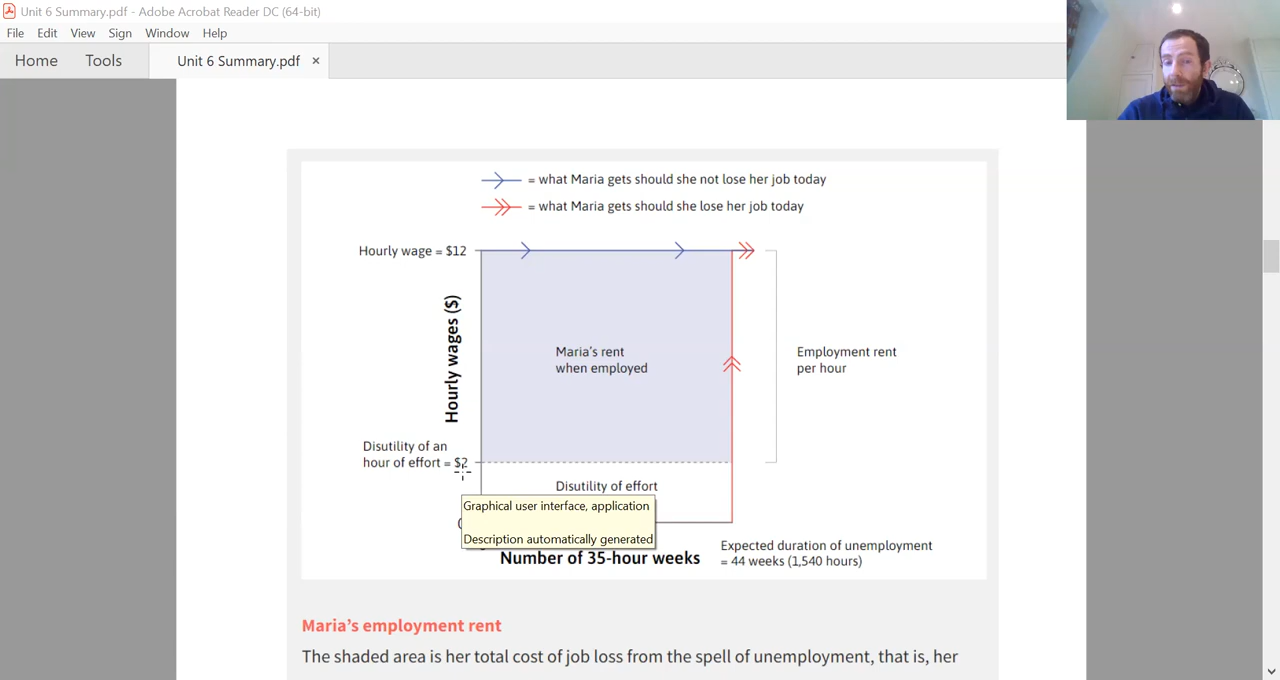 Unit 6 Summary.pdf - Adobe Acrobat Reader DC (64-bit)
File Edit View Sign Window Help
Home Tools Unit 6 Summary.pdf ×
= what Maria gets should she not lose her job today
= what Maria gets should she lose her job today
Hourly wage = $12
Hourly wages ($)
Maria's rent
when employed
Employment rent
per hour
Disutility of an
hour of effort = $2
Disutility of effort
Graphical user interface, application
Description automatically generated
Number of 35-hour weeks
Expected duration of unemployment
= 44 weeks (1,540 hours)
Maria's employment rent
The shaded area is her total cost of job loss from the spell of unemployment, that is, her